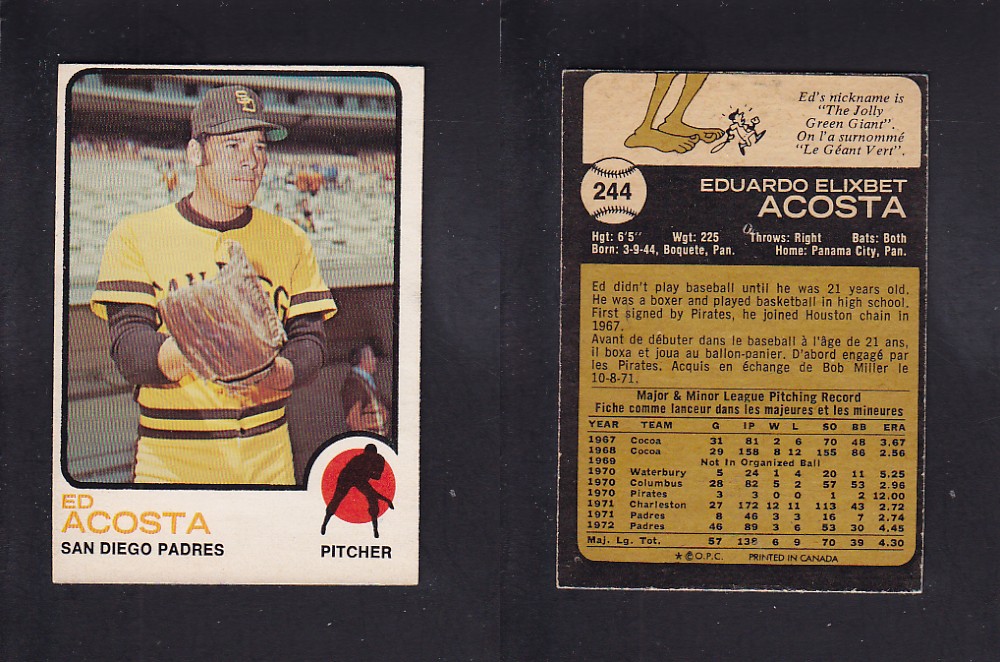 SD
SAN DIEGO
ED
ACOSTA
SAN DIEGO PADRES
PITCHER
Ed's nickname is
"The Jolly
Green Giant".
On l'a surnommé
"Le Géant Vert".
244
EDUARDO ELIXBET
ACOSTA
Hgt: 6'5" Wgt: 225 Throws: Right Bats: Both
Born: 3-9-44, Boquete, Pan. Home: Panama City, Pan.
Ed didn't play baseball until he was 21 years old.
He was a boxer and played basketball in high school.
First signed by Pirates, he joined Houston chain in
1967.
Avant de débuter dans le baseball à l'âge de 21 ans,
il boxa et joua au ballon-panier. D'abord engagé par
les Pirates. Acquis en échange de Bob Miller le
10-8-71.
Major & Minor League Pitching Record
Fiche comme lanceur dans les majeures et les mineures
YEAR TEAM G IP W L SO BB ERA
1967 Cocoa 31 81 2 6 70 48 3.67
1968 Cocoa 29 158 8 12 155 86 2.56
1969 Not In Organized Ball
1970 Waterbury 5 24 1 4 20 11 5.25
1970 Columbus 28 82 5 2 57 53 2.96
1970 Pirates 3 3 0 0 1 2 12.00
1971 Charleston 27 172 12 11 113 43 2.72
1971 Padres 8 46 3 3 16 7 2.74
1972 Padres 46 89 3 6 53 30 4.45
Maj. Lg. Tot. 57 138 6 9 70 39 4.30
★ © O.P.C. PRINTED IN CANADA